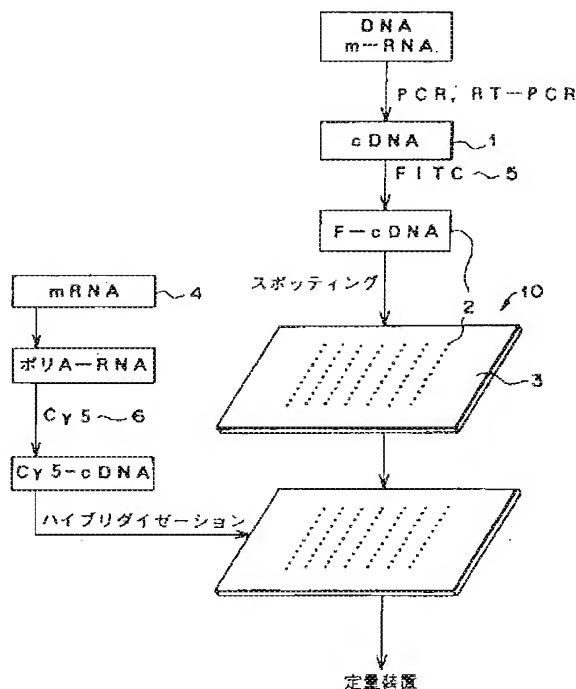 DNA
m-RNA.
PCR, RT-PCR
cDNA
1
FITC
5
F-cDNA
スポッティング
2
10
3
mRNA
4
ポリA-RNA
Cγ5
6
Cγ5-cDNA
ハイブリダイゼーション
定量装置